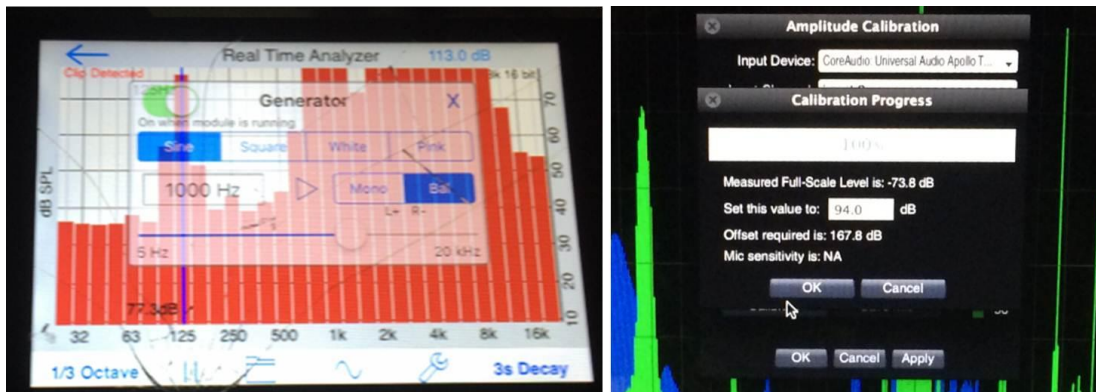 Real Time Analyzer 113.0 dB
Clip Detected
k 16 bit
125Hz
Generator X
On when module is running
Sine Square White Pink
1000 Hz Mono Bal
L+ R-
5 Hz 20 kHz
77.3dB
dB SPL
70
60
50
40
30
20
10
32 63 125 250 500 1k 2k 4k 8k 16k
1/3 Octave 3s Decay
Amplitude Calibration
Input Device: CoreAudio: Universal Audio Apollo T...
Calibration Progress
100%
Measured Full-Scale Level is: -73.8 dB
Set this value to: 94.0 dB
Offset required is: 167.8 dB
Mic sensitivity is: NA
OK Cancel
OK Cancel Apply